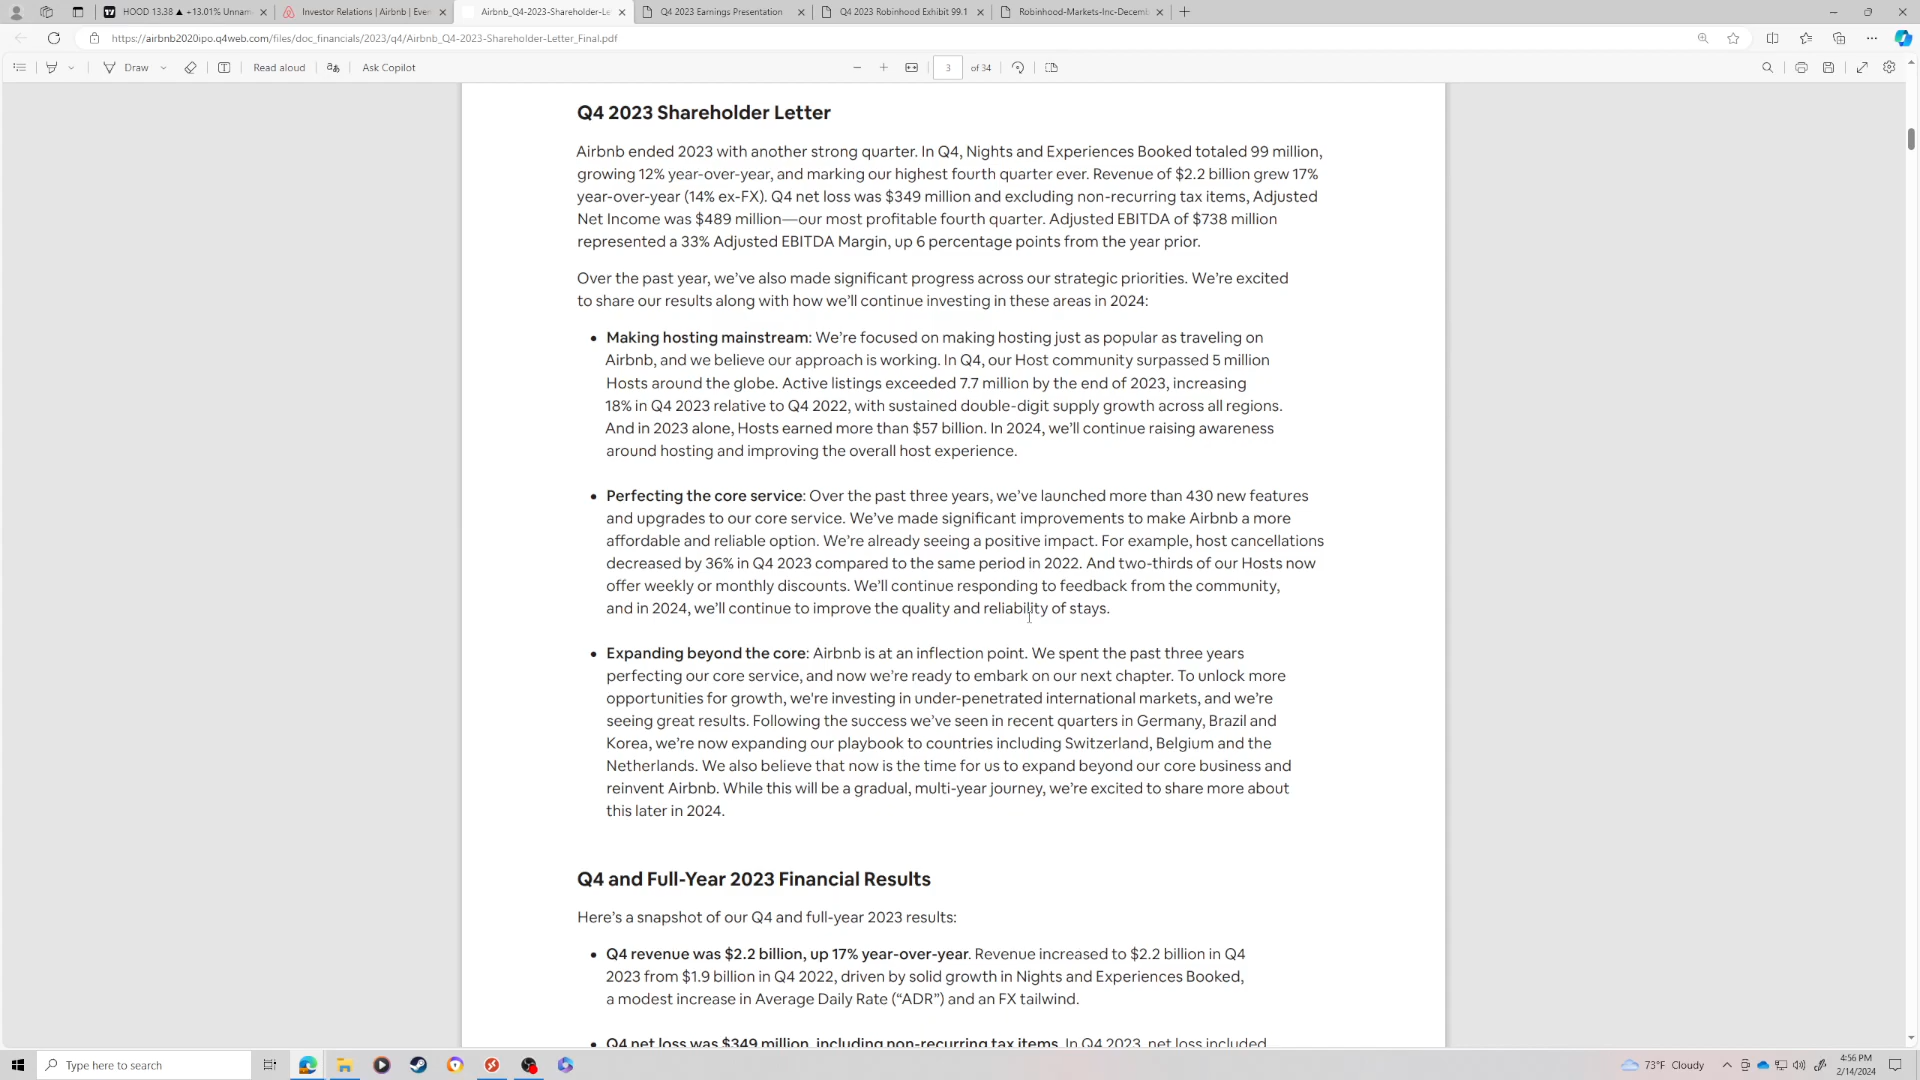 HOOD 13.38 ▲ +13.01% Unnam
Investor Relations | Airbnb | Even
Airbnb_Q4-2023-Shareholder-Le
Q4 2023 Earnings Presentation
Q4 2023 Robinhood Exhibit 99.1
Robinhood-Markets-Inc-Decemb
https://airbnb2020ipo.q4web.com/files/doc_financials/2023/q4/Airbnb_Q4-2023-Shareholder-Letter_Final.pdf
Draw
Read aloud
Ask Copilot
3 of 34
Q4 2023 Shareholder Letter
Airbnb ended 2023 with another strong quarter. In Q4, Nights and Experiences Booked totaled 99 million,
growing 12% year-over-year, and marking our highest fourth quarter ever. Revenue of $2.2 billion grew 17%
year-over-year (14% ex-FX). Q4 net loss was $349 million and excluding non-recurring tax items, Adjusted
Net Income was $489 million—our most profitable fourth quarter. Adjusted EBITDA of $738 million
represented a 33% Adjusted EBITDA Margin, up 6 percentage points from the year prior.
Over the past year, we've also made significant progress across our strategic priorities. We're excited
to share our results along with how we'll continue investing in these areas in 2024:
• Making hosting mainstream: We're focused on making hosting just as popular as traveling on
Airbnb, and we believe our approach is working. In Q4, our Host community surpassed 5 million
Hosts around the globe. Active listings exceeded 7.7 million by the end of 2023, increasing
18% in Q4 2023 relative to Q4 2022, with sustained double-digit supply growth across all regions.
And in 2023 alone, Hosts earned more than $57 billion. In 2024, we'll continue raising awareness
around hosting and improving the overall host experience.
• Perfecting the core service: Over the past three years, we've launched more than 430 new features
and upgrades to our core service. We've made significant improvements to make Airbnb a more
affordable and reliable option. We're already seeing a positive impact. For example, host cancellations
decreased by 36% in Q4 2023 compared to the same period in 2022. And two-thirds of our Hosts now
offer weekly or monthly discounts. We'll continue responding to feedback from the community,
and in 2024, we'll continue to improve the quality and reliability of stays.
• Expanding beyond the core: Airbnb is at an inflection point. We spent the past three years
perfecting our core service, and now we're ready to embark on our next chapter. To unlock more
opportunities for growth, we're investing in under-penetrated international markets, and we're
seeing great results. Following the success we've seen in recent quarters in Germany, Brazil and
Korea, we're now expanding our playbook to countries including Switzerland, Belgium and the
Netherlands. We also believe that now is the time for us to expand beyond our core business and
reinvent Airbnb. While this will be a gradual, multi-year journey, we're excited to share more about
this later in 2024.
Q4 and Full-Year 2023 Financial Results
Here's a snapshot of our Q4 and full-year 2023 results:
• Q4 revenue was $2.2 billion, up 17% year-over-year. Revenue increased to $2.2 billion in Q4
2023 from $1.9 billion in Q4 2022, driven by solid growth in Nights and Experiences Booked,
a modest increase in Average Daily Rate ("ADR") and an FX tailwind.
• Q4 net loss was $349 million, including non-recurring tax items. In Q4 2023, net loss included
Type here to search
73°F Cloudy
4:56 PM
2/14/2024